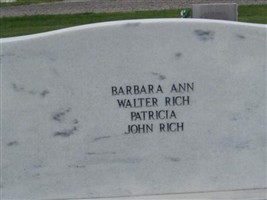 BARBARA ANN
WALTER RICH
PATRICIA
JOHN RICH